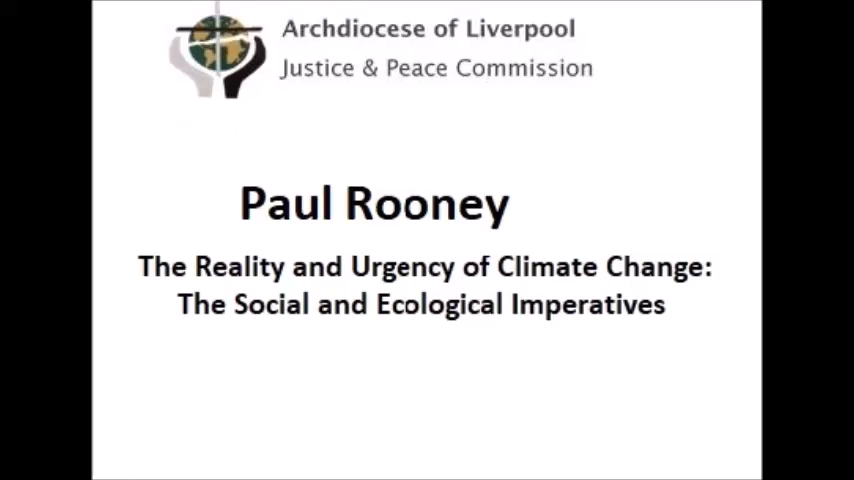 Archdiocese of Liverpool
Justice & Peace Commission
Paul Rooney
The Reality and Urgency of Climate Change:
The Social and Ecological Imperatives